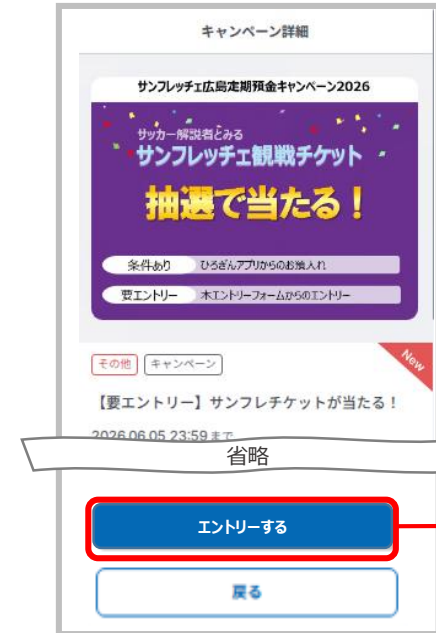 キャンペーン詳細
サンフレッチェ広島定期預金キャンペーン2026
サッカー解説者とみる
サンフレッチェ観戦チケット
抽選で当たる！
条件あり ひろぎんアプリからのお預入れ
要エントリー 本エントリーフォームからのエントリー
New
その他 キャンペーン
【要エントリー】サンフレチケットが当たる！
2026.06.05 23:59まで
省略
エントリーする
戻る